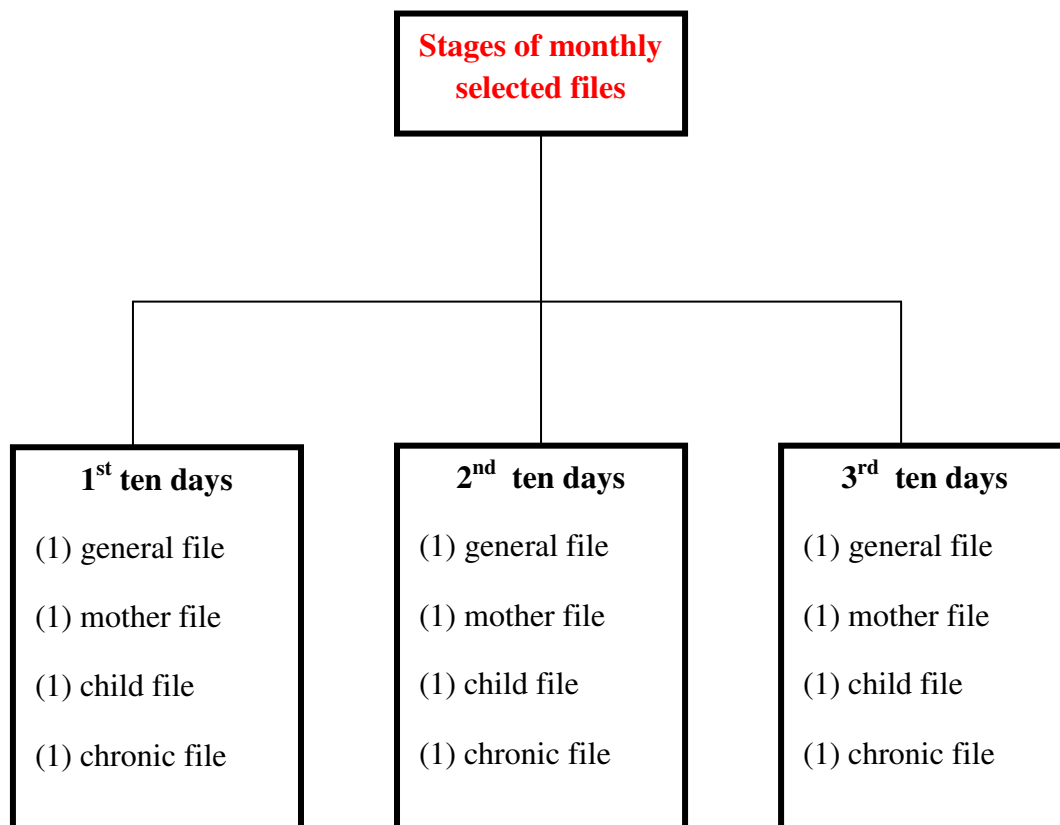 Stages of monthly
selected files
1st ten days
(1) general file
(1) mother file
(1) child file
(1) chronic file
2nd ten days
(1) general file
(1) mother file
(1) child file
(1) chronic file
3rd ten days
(1) general file
(1) mother file
(1) child file
(1) chronic file